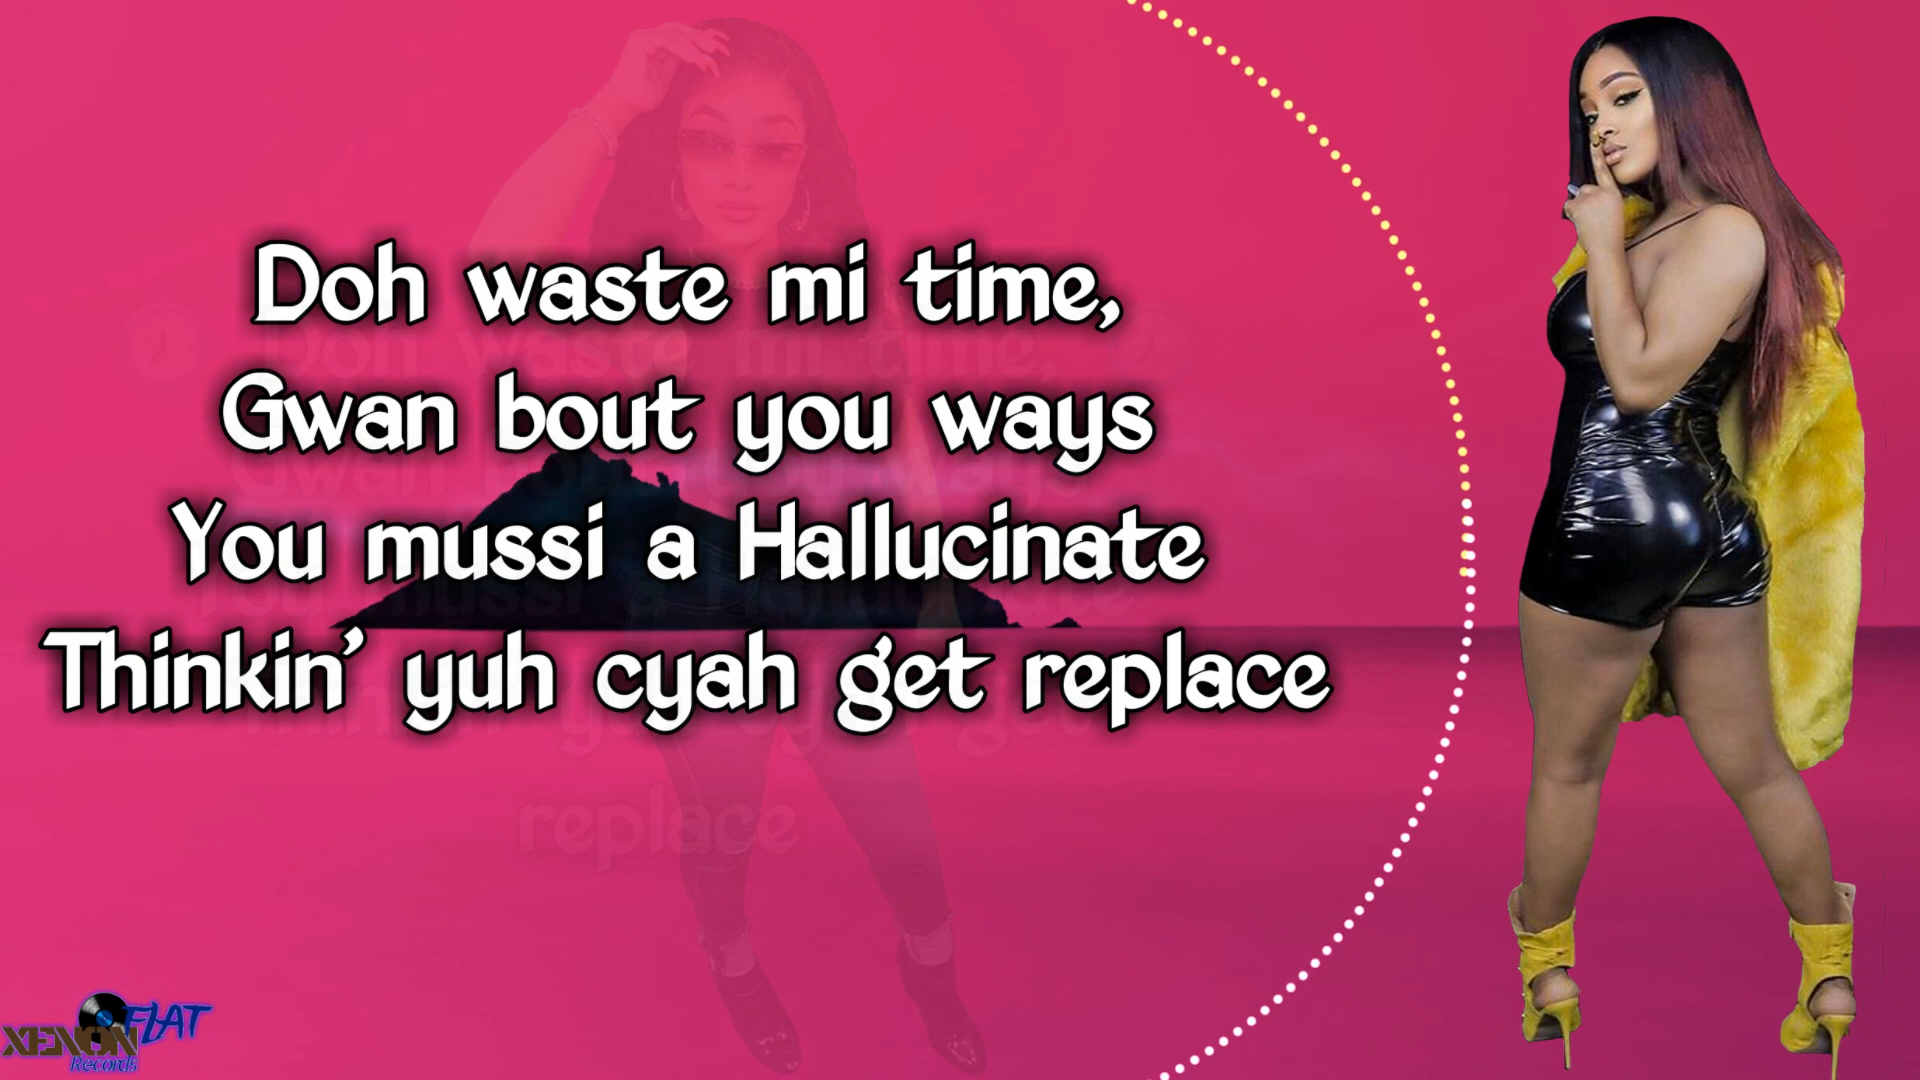 Doh waste mi time,
Gwan bout you ways
You mussi a Hallucinate
Thinkin' yuh cyah get replace
replace
XENON FLAT
Records